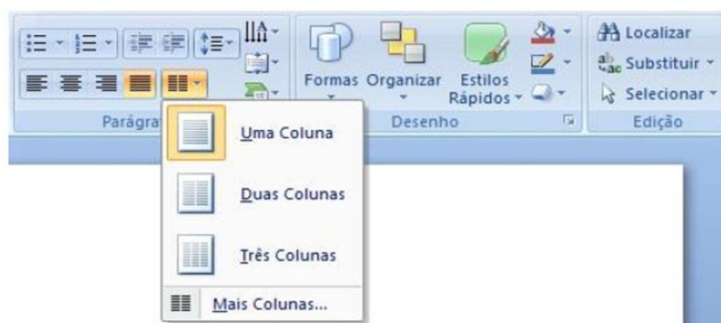 Localizar
Substituir
Selecionar
Formas Organizar Estilos
Rápidos
Parágra
Desenho
Edição
Uma Coluna
Duas Colunas
Três Colunas
Mais Colunas...